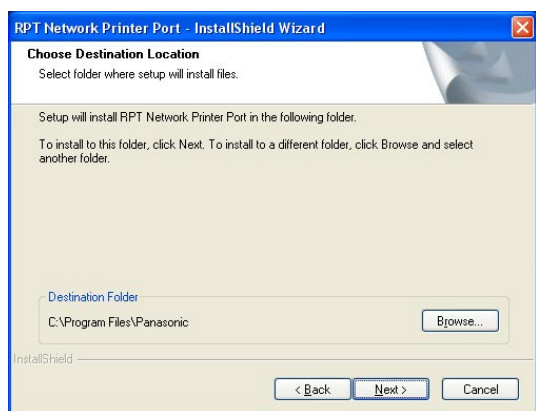 RPT Network Printer Port - InstallShield Wizard
Choose Destination Location
Select folder where setup will install files.
Setup will install RPT Network Printer Port in the following folder.
To install to this folder, click Next. To install to a different folder, click Browse and select
another folder.
Destination Folder
C:\Program Files\Panasonic
Browse...
InstallShield
< Back
Next >
Cancel